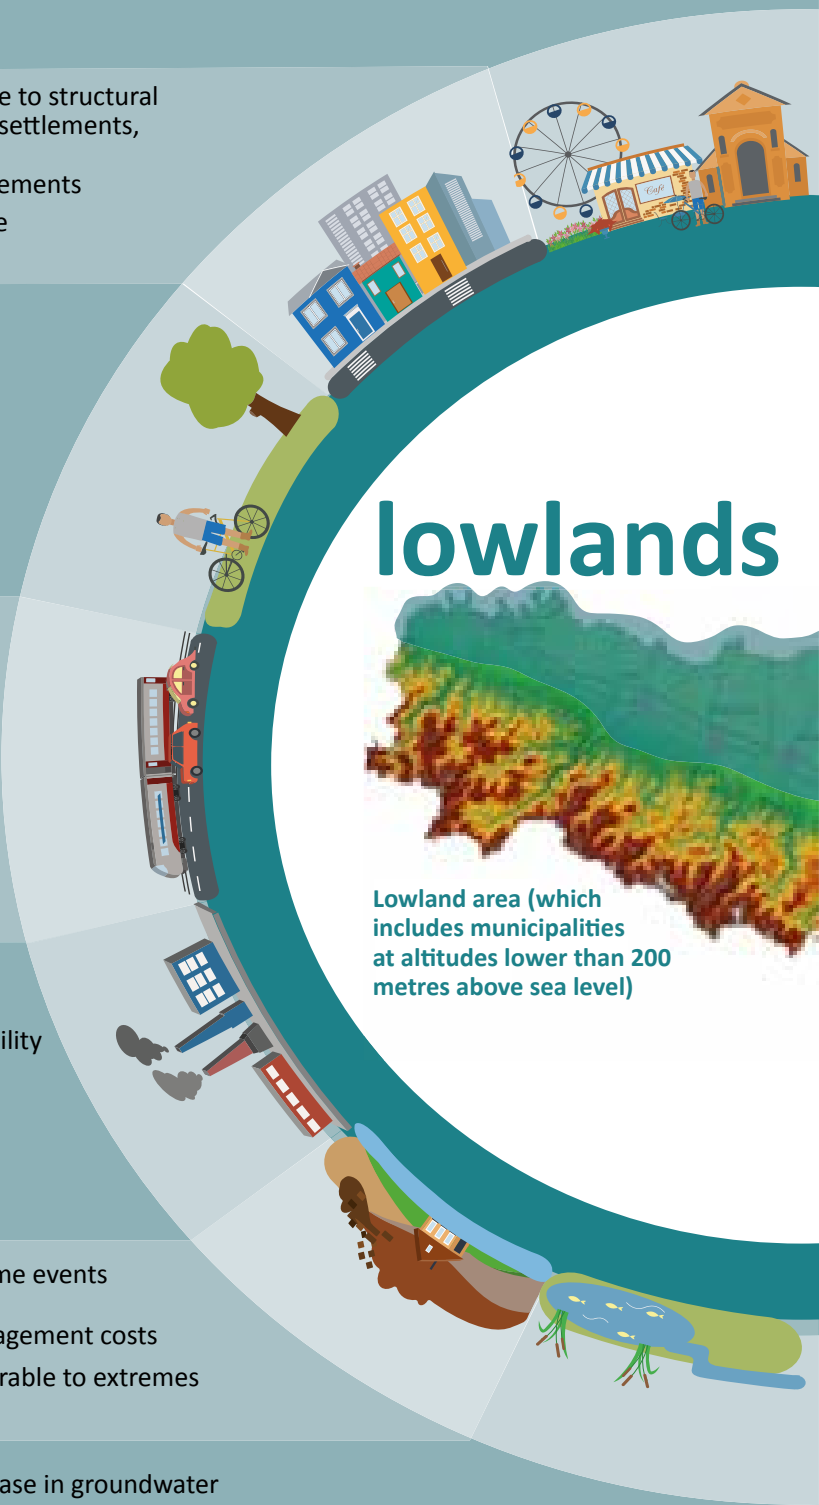 e to structural
settlements,
ements
e
Café
lowlands
Lowland area (which
includes municipalities
at altitudes lower than 200
metres above sea level)
ility
me events
agement costs
rable to extremes
ase in groundwater